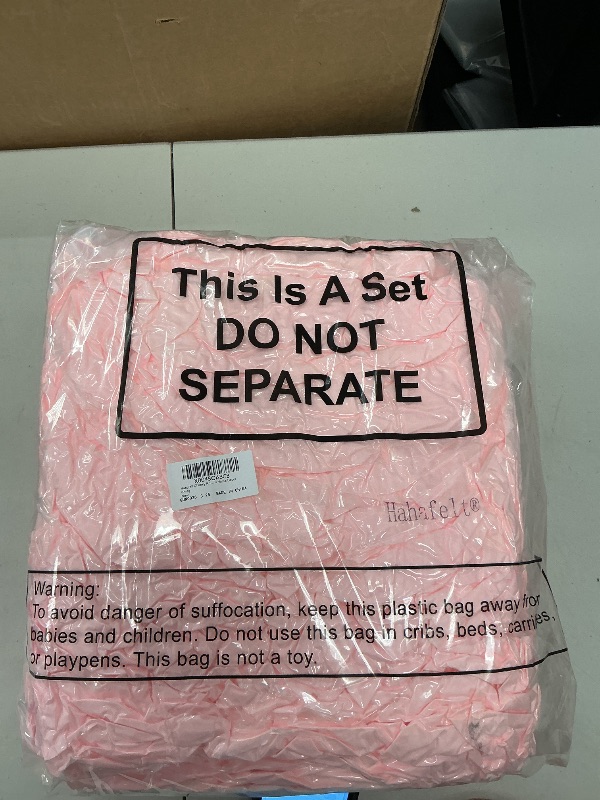 This Is A Set
DO NOT
SEPARATE
Hahafelt®
Warning:
To avoid danger of suffocation, keep this plastic bag away from
babies and children. Do not use this bag in cribs, beds, carriges,
or playpens. This bag is not a toy.